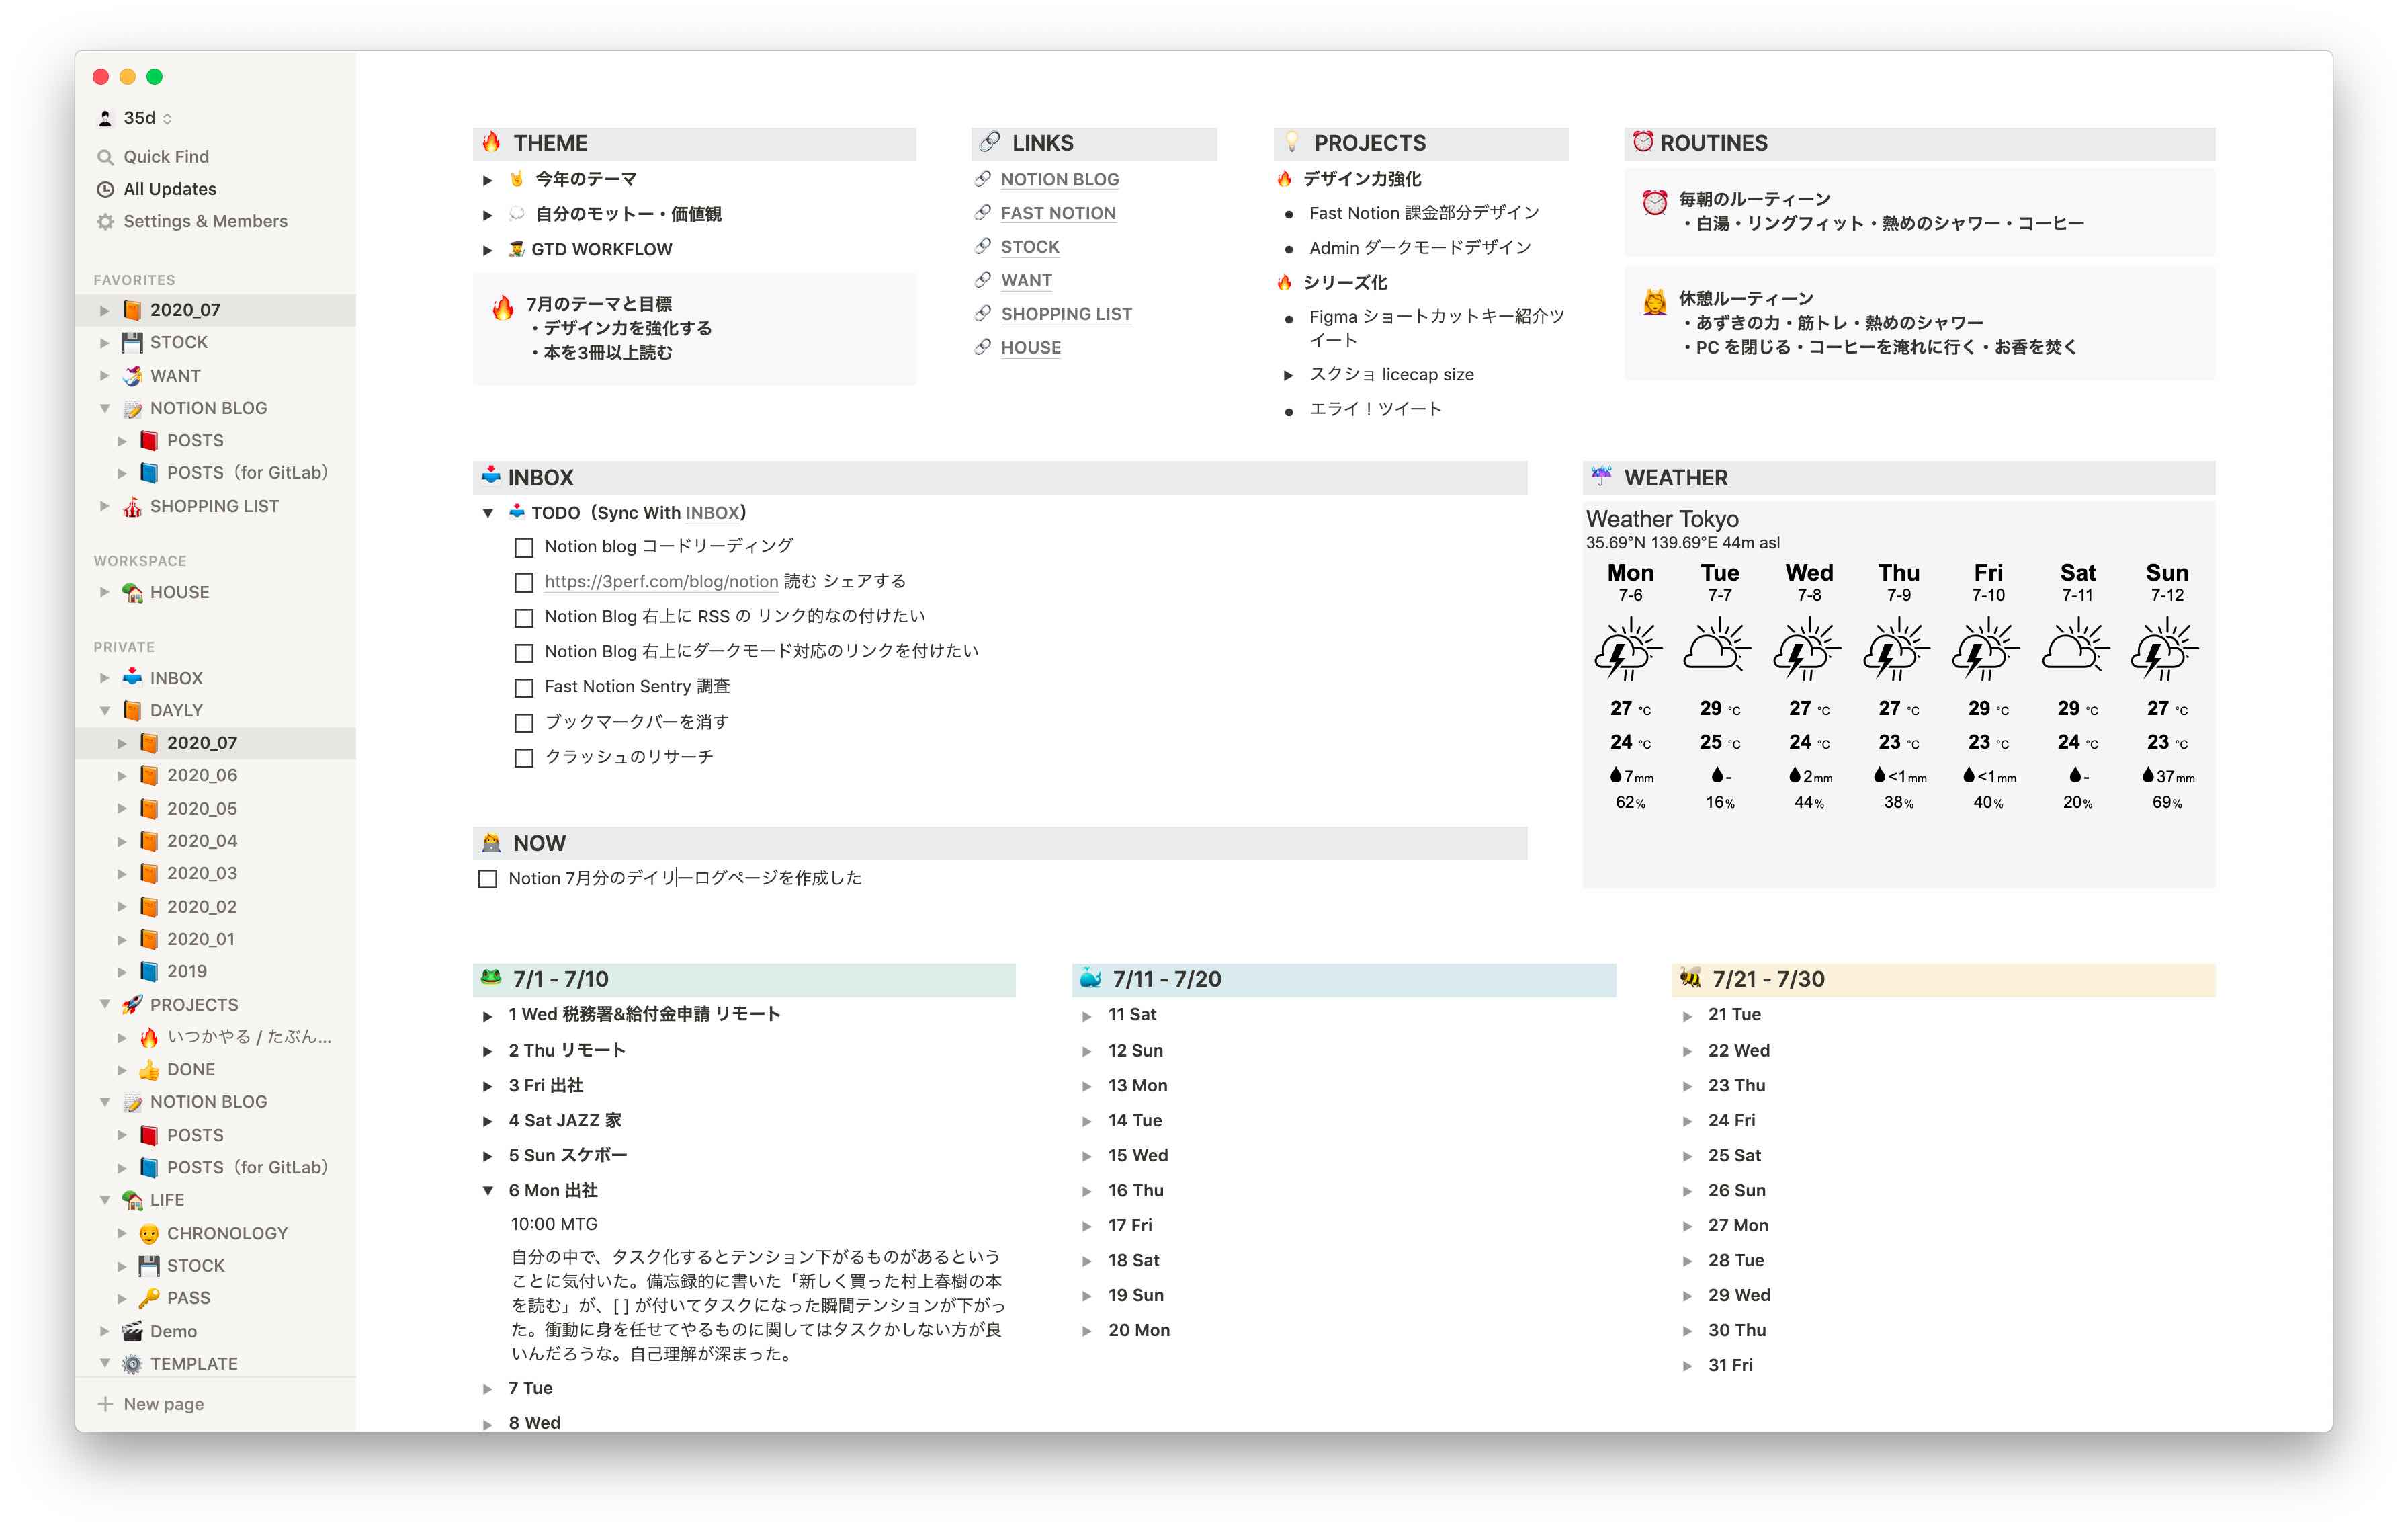 35d
Quick Find
All Updates
Settings & Members
FAVORITES
2020_07
STOCK
WANT
NOTION BLOG
POSTS
POSTS（for GitLab）
SHOPPING LIST
WORKSPACE
HOUSE
PRIVATE
INBOX
DAYLY
2020_07
2020_06
2020_05
2020_04
2020_03
2020_02
2020_01
2019
PROJECTS
いつかやる / たぶん...
DONE
NOTION BLOG
POSTS
POSTS（for GitLab）
LIFE
CHRONOLOGY
STOCK
PASS
Demo
TEMPLATE
New page
THEME
今年のテーマ
自分のモットー・価値観
GTD WORKFLOW
7月のテーマと目標
・デザイン力を強化する
・本を3冊以上読む
LINKS
NOTION BLOG
FAST NOTION
STOCK
WANT
SHOPPING LIST
HOUSE
PROJECTS
デザイン力強化
Fast Notion 課金部分デザイン
Admin ダークモードデザイン
シリーズ化
Figma ショートカットキー紹介ツ
イート
スクショ licecap size
エライ！ツイート
ROUTINES
毎朝のルーティーン
・白湯・リングフィット・熱めのシャワー・コーヒー
休憩ルーティーン
・あずきの力・筋トレ・熱めのシャワー
・PC を閉じる・コーヒーを淹れに行く・お香を焚く
INBOX
TODO（Sync With INBOX）
Notion blog コードリーディング
https://3perf.com/blog/notion 読む シェアする
Notion Blog 右上に RSS の リンク的なの付けたい
Notion Blog 右上にダークモード対応のリンクを付けたい
Fast Notion Sentry 調査
ブックマークバーを消す
クラッシュのリサーチ
WEATHER
Weather Tokyo
35.69°N 139.69°E 44m asl
Mon Tue Wed Thu Fri Sat Sun
7-6 7-7 7-8 7-9 7-10 7-11 7-12
27 °C 29 °C 27 °C 27 °C 29 °C 29 °C 27 °C
24 °C 25 °C 24 °C 23 °C 23 °C 24 °C 23 °C
7mm - 2mm <1mm <1mm - 37mm
62% 16% 44% 38% 40% 20% 69%
NOW
Notion 7月分のデイリーログページを作成した
7/1 - 7/10
1 Wed 税務署&給付金申請 リモート
2 Thu リモート
3 Fri 出社
4 Sat JAZZ 家
5 Sun スケボー
6 Mon 出社
10:00 MTG
自分の中で、タスク化するとテンション下がるものがあるという
ことに気付いた。備忘録的に書いた「新しく買った村上春樹の本
を読む」が、[ ] が付いてタスクになった瞬間テンションが下がっ
た。衝動に身を任せてやるものに関してはタスクかしない方が良
いんだろうな。自己理解が深まった。
7 Tue
8 Wed
7/11 - 7/20
11 Sat
12 Sun
13 Mon
14 Tue
15 Wed
16 Thu
17 Fri
18 Sat
19 Sun
20 Mon
7/21 - 7/30
21 Tue
22 Wed
23 Thu
24 Fri
25 Sat
26 Sun
27 Mon
28 Tue
29 Wed
30 Thu
31 Fri